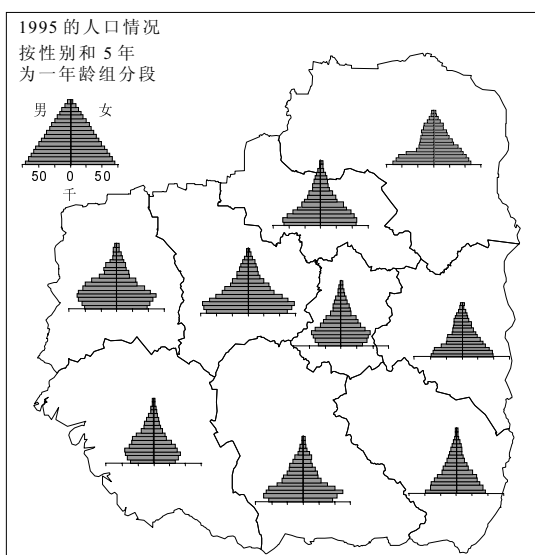 1995 的人口情况
按性别和 5 年
为一年龄组分段
男 女
50 0 50
千